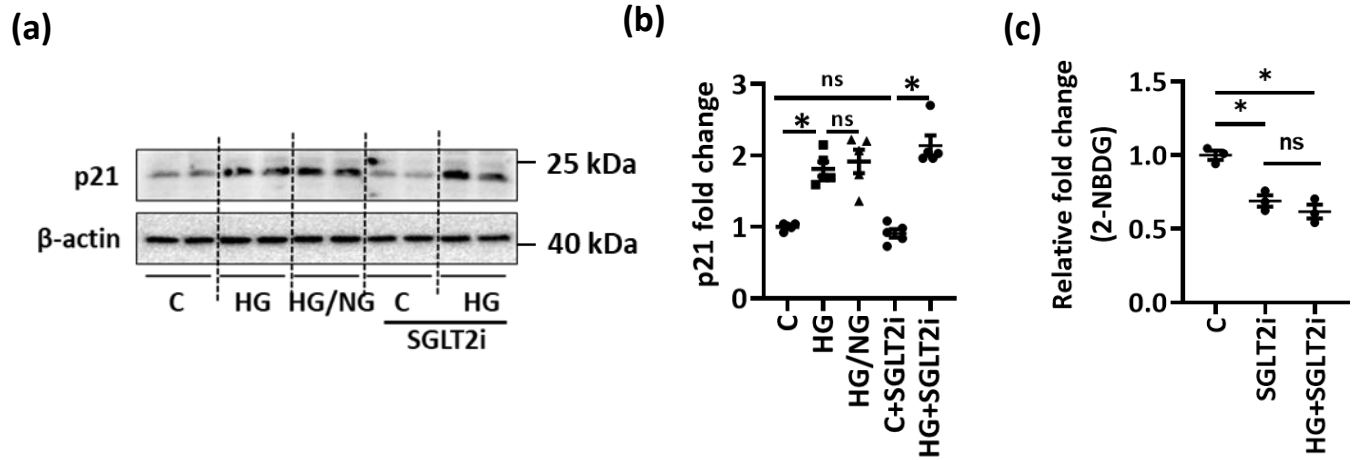 (a)
p21
25 kDa
β-actin
40 kDa
C HG HG/NG C HG
SGLT2i
(b)
p21 fold change
3
2
1
0
ns
*
* ns
C
HG
HG/NG
C+SGLT2i
HG+SGLT2i
(c)
Relative fold change
(2-NBDG)
1.5
1.0
0.5
0.0
*
*
ns
C
SGLT2i
HG+SGLT2i